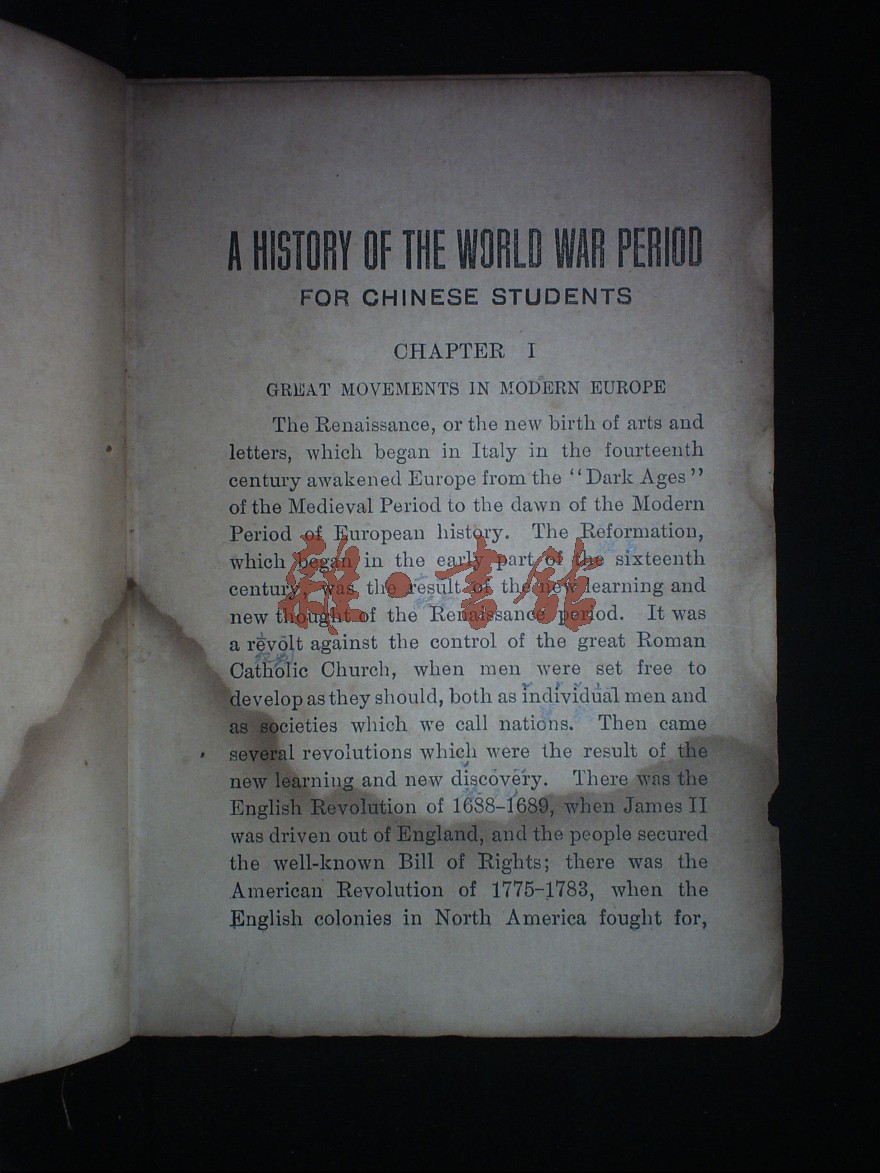 A HISTORY OF THE WORLD WAR PERIOD
FOR CHINESE STUDENTS
CHAPTER I
GREAT MOVEMENTS IN MODERN EUROPE
The Renaissance, or the new birth of arts and
letters, which began in Italy in the fourteenth
century awakened Europe from the "Dark Ages"
of the Medieval Period to the dawn of the Modern
Period of European history. The Reformation,
which began in the early part of the sixteenth
century, was the result of the new learning and
new thought of the Renaissance period. It was
a revolt against the control of the great Roman
Catholic Church, when men were set free to
develop as they should, both as individual men and
as societies which we call nations. Then came
several revolutions which were the result of the
new learning and new discovery. There was the
English Revolution of 1688–1689, when James II
was driven out of England, and the people secured
the well-known Bill of Rights; there was the
American Revolution of 1775–1783, when the
English colonies in North America fought for,
雜·書館